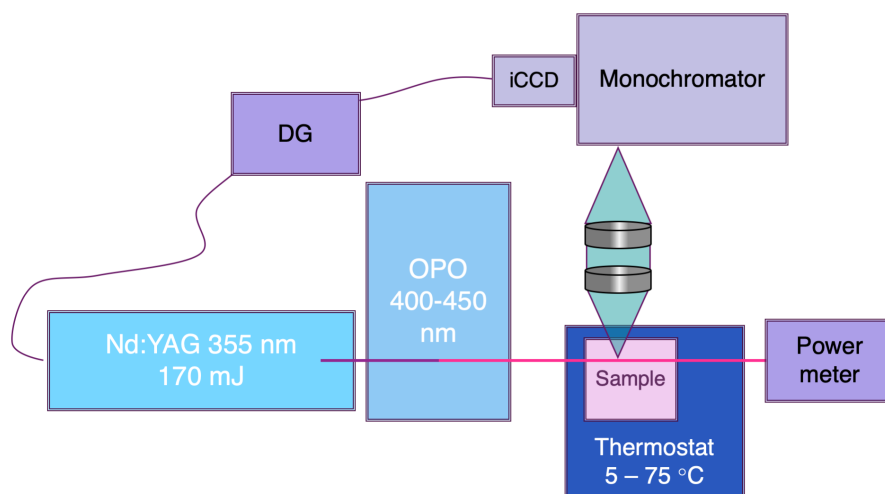 iCCD
Monochromator
DG
OPO
400-450
nm
Nd:YAG 355 nm
170 mJ
Sample
Power
meter
Thermostat
5 – 75 °C